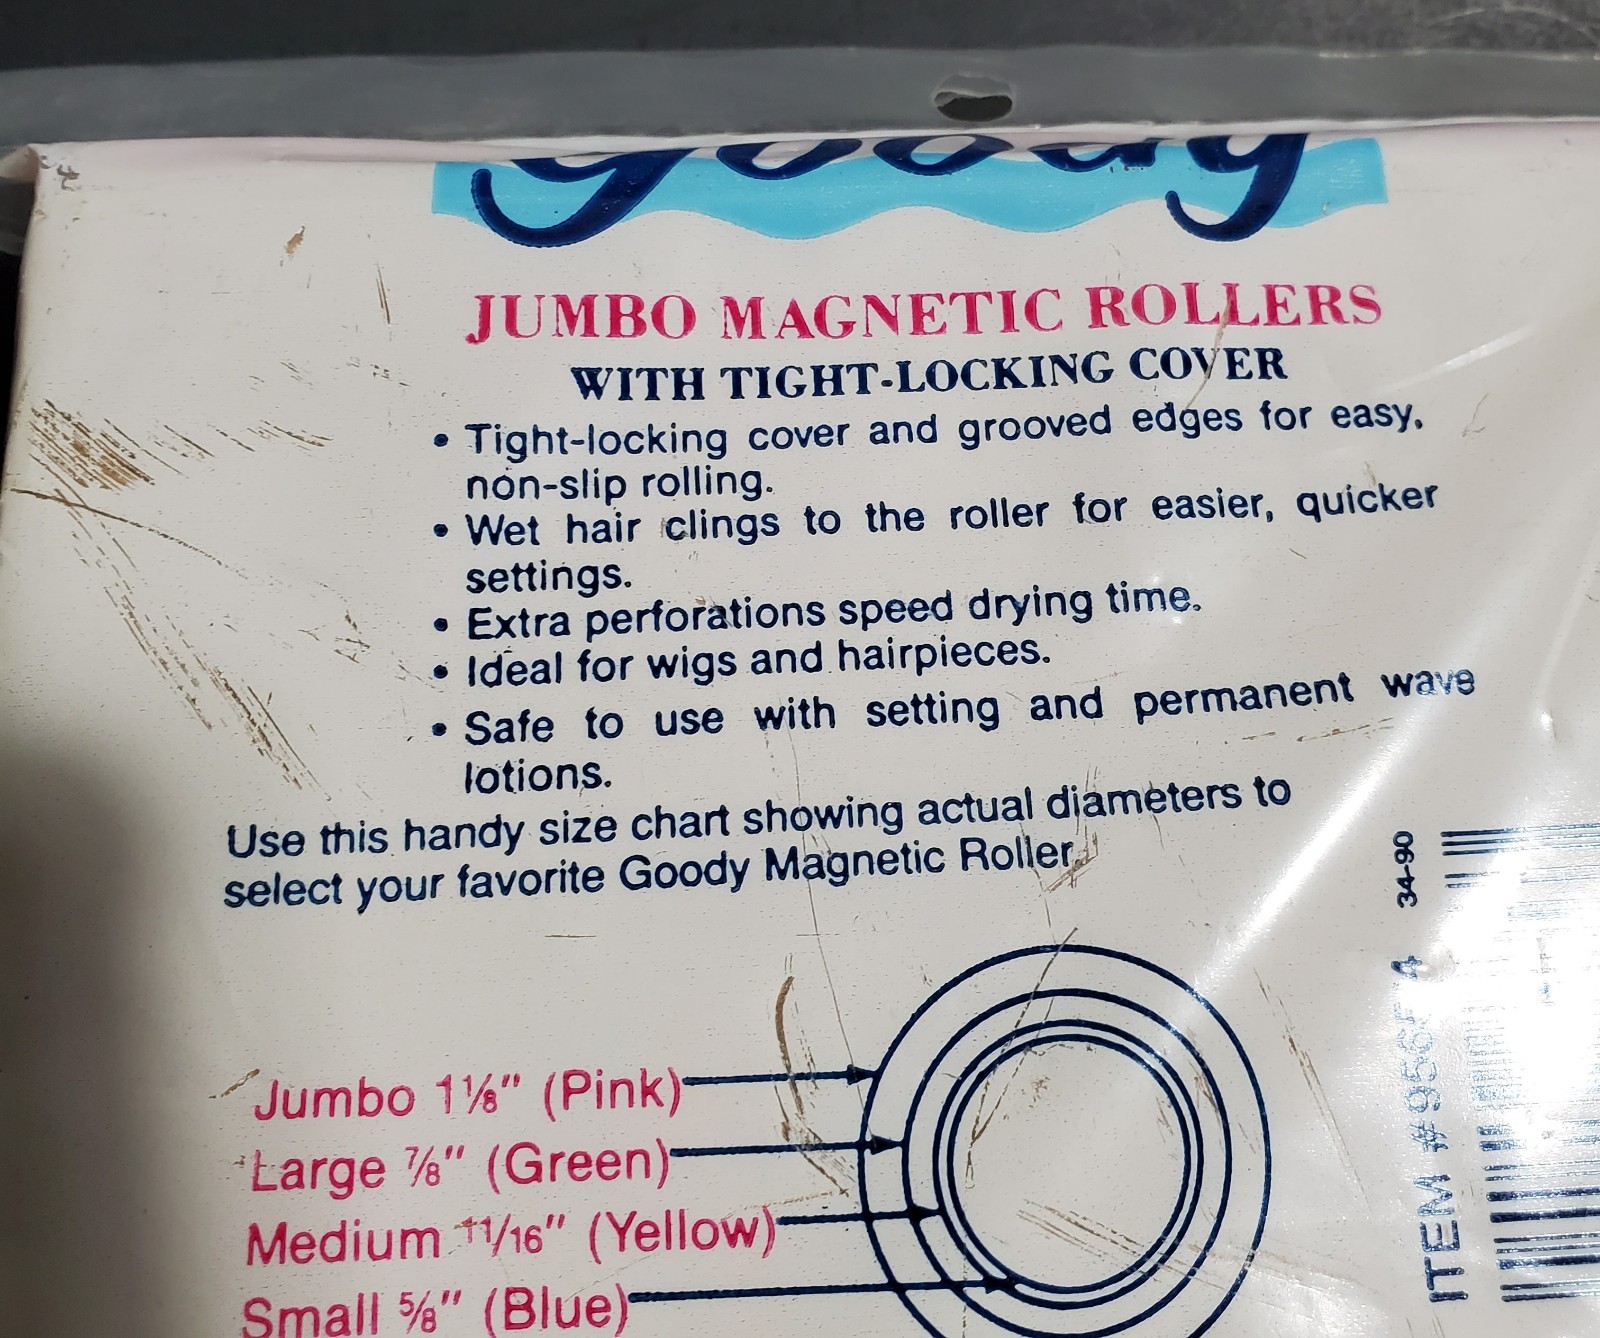 Goody
JUMBO MAGNETIC ROLLERS
WITH TIGHT-LOCKING COVER
• Tight-locking cover and grooved edges for easy,
non-slip rolling.
• Wet hair clings to the roller for easier, quicker
settings.
• Extra perforations speed drying time.
• Ideal for wigs and hairpieces.
• Safe to use with setting and permanent wave
lotions.
Use this handy size chart showing actual diameters to
select your favorite Goody Magnetic Roller.
Jumbo 1⅛" (Pink)
Large ⅞" (Green)
Medium 11/16" (Yellow)
Small ⅝" (Blue)
34-90
ITEM